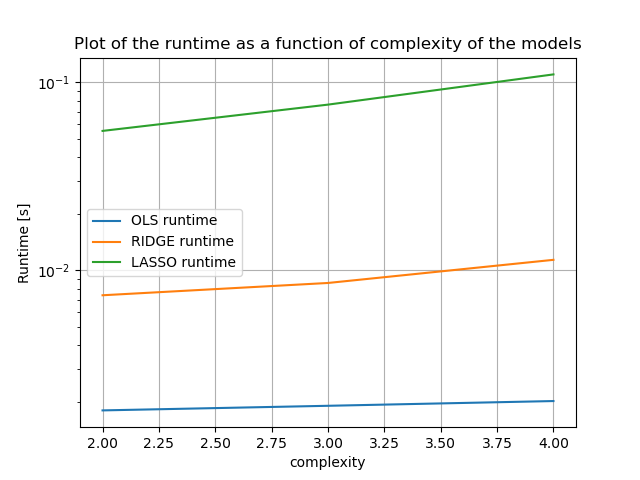 Plot of the runtime as a function of complexity of the models
10⁻¹
10⁻²
Runtime [s]
OLS runtime
RIDGE runtime
LASSO runtime
2.00 2.25 2.50 2.75 3.00 3.25 3.50 3.75 4.00
complexity